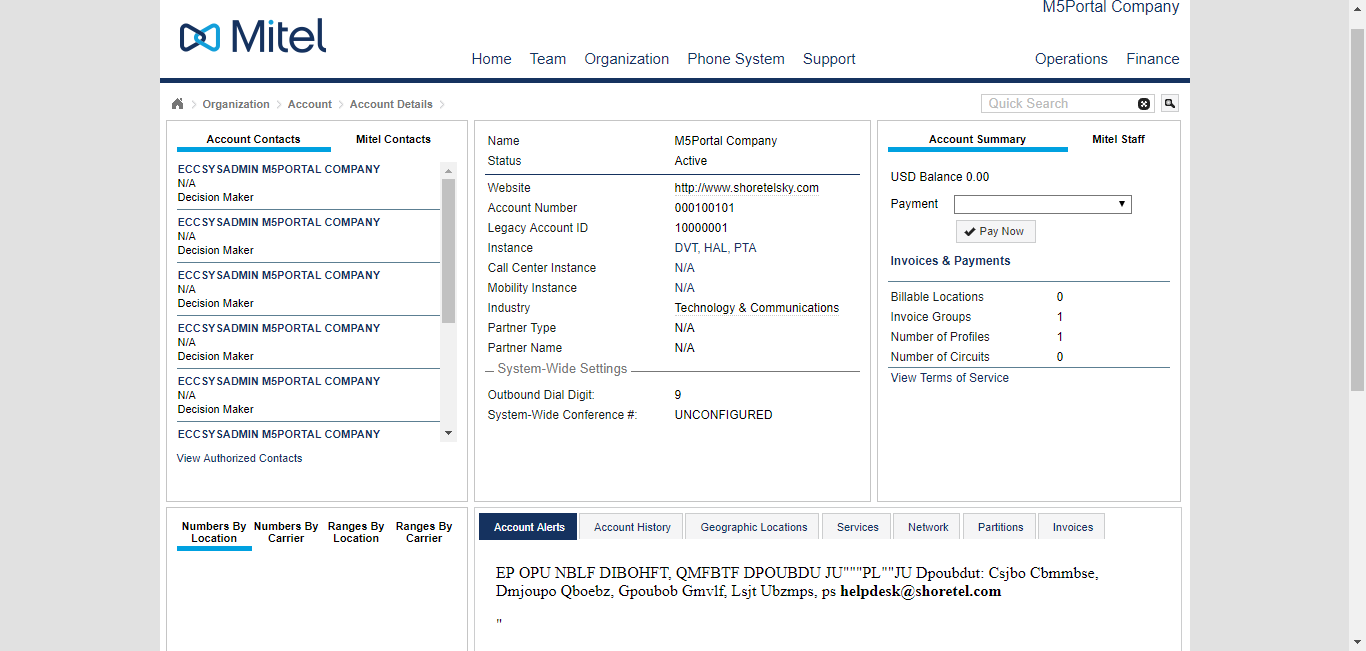 M5Portal Company
Mitel
Home Team Organization Phone System Support Operations Finance
Organization Account Account Details
Quick Search
Account Contacts Mitel Contacts
ECCSYSADMIN M5PORTAL COMPANY
N/A
Decision Maker
ECCSYSADMIN M5PORTAL COMPANY
N/A
Decision Maker
ECCSYSADMIN M5PORTAL COMPANY
N/A
Decision Maker
ECCSYSADMIN M5PORTAL COMPANY
N/A
Decision Maker
ECCSYSADMIN M5PORTAL COMPANY
N/A
Decision Maker
ECCSYSADMIN M5PORTAL COMPANY
View Authorized Contacts
Name M5Portal Company
Status Active
Website http://www.shoretelsky.com
Account Number 000100101
Legacy Account ID 10000001
Instance DVT, HAL, PTA
Call Center Instance N/A
Mobility Instance N/A
Industry Technology & Communications
Partner Type N/A
Partner Name N/A
System-Wide Settings
Outbound Dial Digit: 9
System-Wide Conference #: UNCONFIGURED
Account Summary Mitel Staff
USD Balance 0.00
Payment
Pay Now
Invoices & Payments
Billable Locations 0
Invoice Groups 1
Number of Profiles 1
Number of Circuits 0
View Terms of Service
Numbers By Location Numbers By Carrier Ranges By Location Ranges By Carrier
Account Alerts Account History Geographic Locations Services Network Partitions Invoices
EP OPU NBLF DIBOHFT, QMFBTF DPOUBDU JU"""PL""JU Dpoubdut: Csjbo Cbmmbse,
Dmjoupo Qboebz, Gpoubob Gmvlf, Lsjt Ubzmps, ps helpdesk@shoretel.com
"